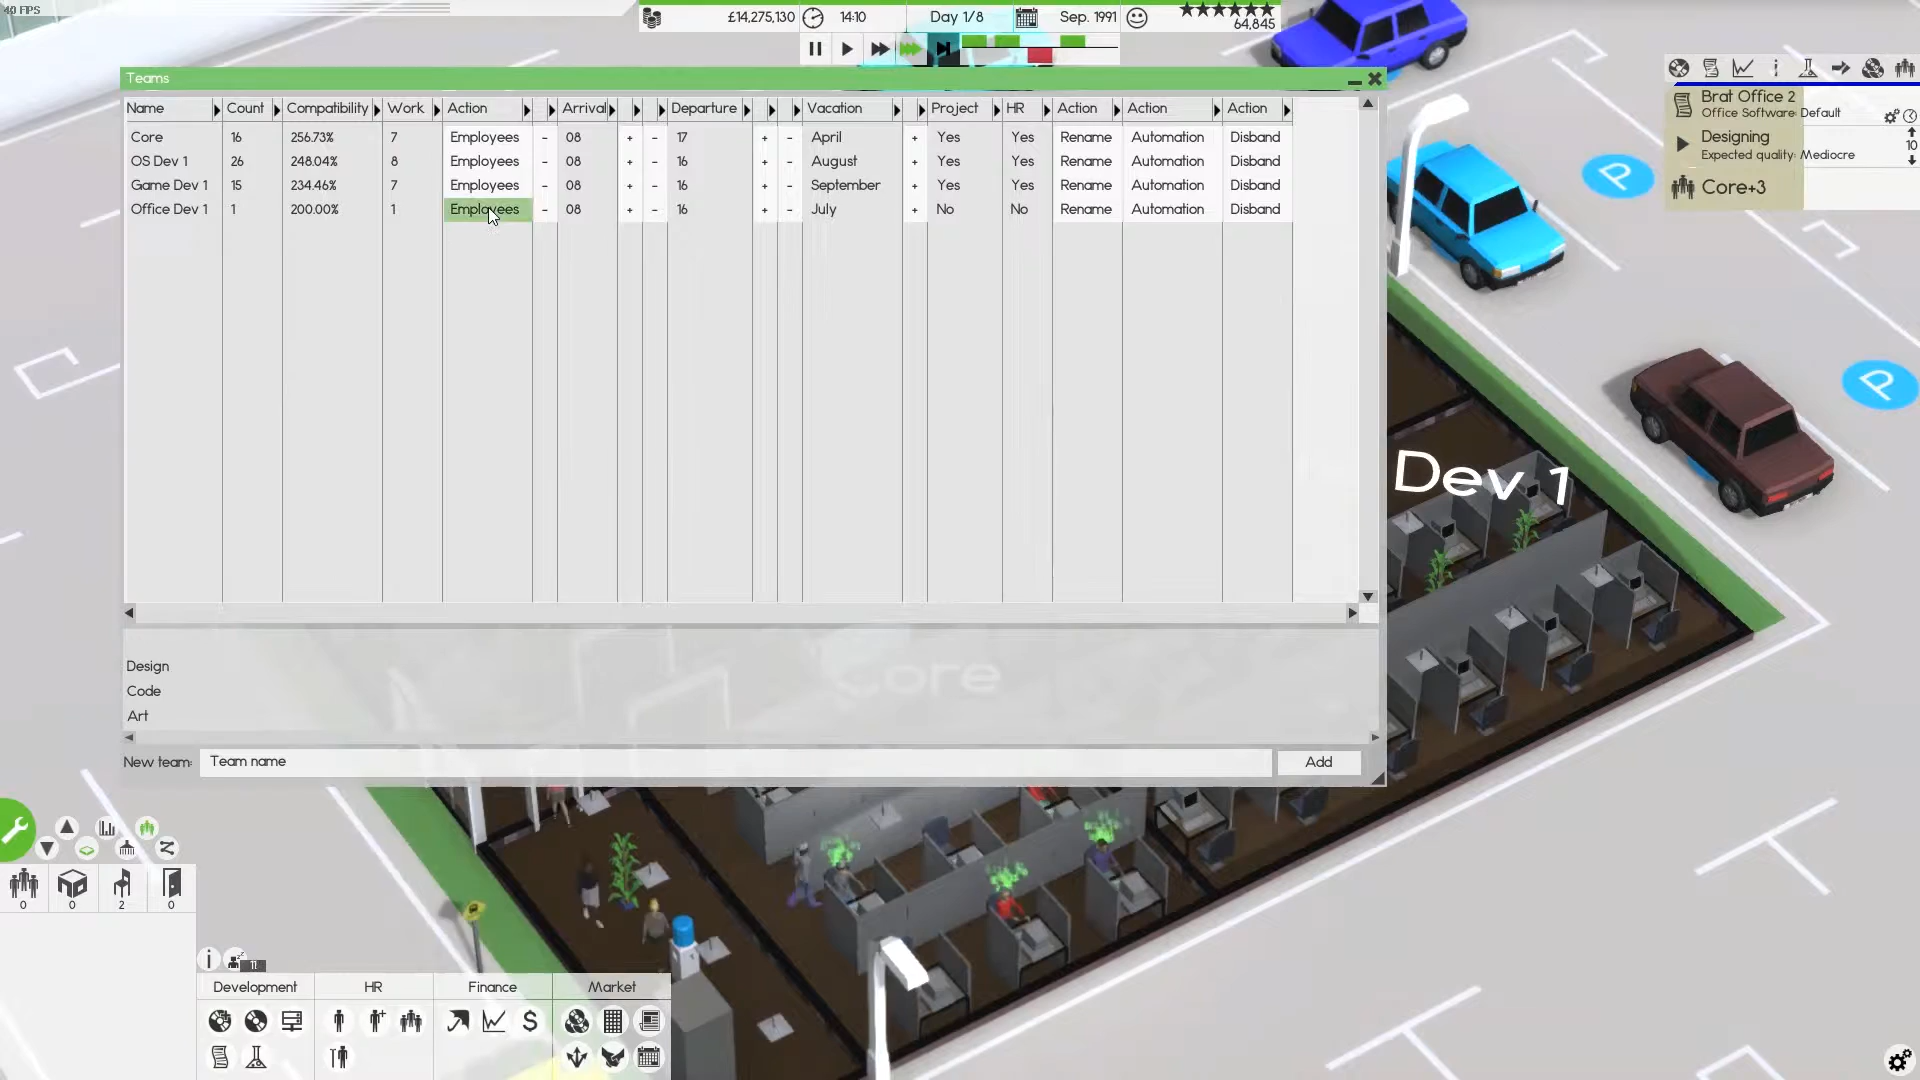 40 FPS
£14,275,130 14:10 Day 1/8 Sep. 1991 64,845
Teams
Name Count Compatibility Work Action Arrival Departure Vacation Project HR Action Action Action
Core 16 256.73% 7 Employees - 08 + - 17 + - April + Yes Yes Rename Automation Disband
OS Dev 1 26 248.04% 8 Employees - 08 + - 16 + - August + Yes Yes Rename Automation Disband
Game Dev 1 15 234.46% 7 Employees - 08 + - 16 + - September + Yes Yes Rename Automation Disband
Office Dev 1 1 200.00% 1 Employees - 08 + - 16 + - July + No No Rename Automation Disband
Brat Office 2
Office Software: Default
Designing
Expected quality: Mediocre
10
Core+3
P
P
Dev 1
Core
Design
Code
Art
New team: Team name Add
0 0 2 0
Development HR Finance Market